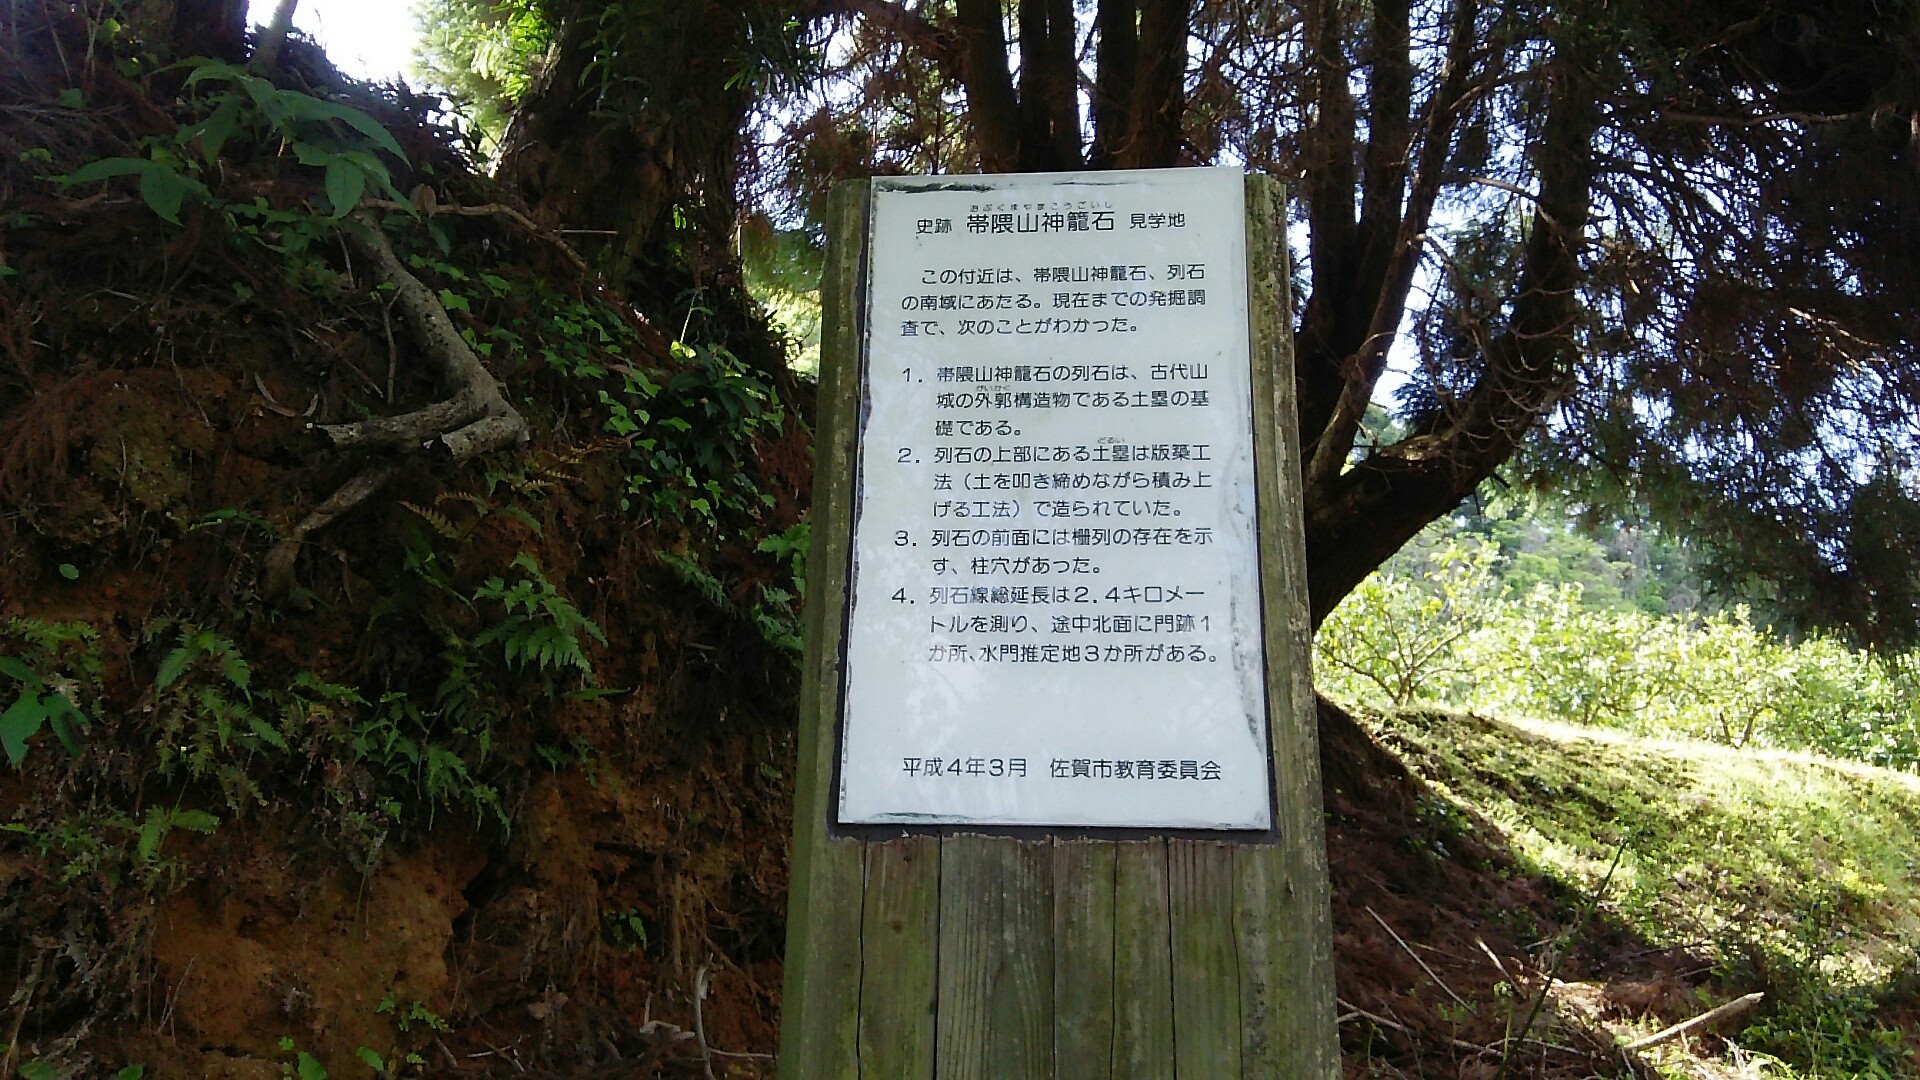 おぶくまやまこうごいし
史跡 帯隈山神籠石 見学地
この付近は、帯隈山神籠石、列石
の南域にあたる。現在までの発掘調
査で、次のことがわかった。
1. 帯隈山神籠石の列石は、古代山
がいかく
城の外郭構造物である土塁の基
礎である。
どるい
2. 列石の上部にある土塁は版築工
法（土を叩き締めながら積み上
げる工法）で造られていた。
3. 列石の前面には柵列の存在を示
す、柱穴があった。
4. 列石線総延長は2.4キロメー
トルを測り、途中北面に門跡1
か所、水門推定地3か所がある。
平成4年3月 佐賀市教育委員会